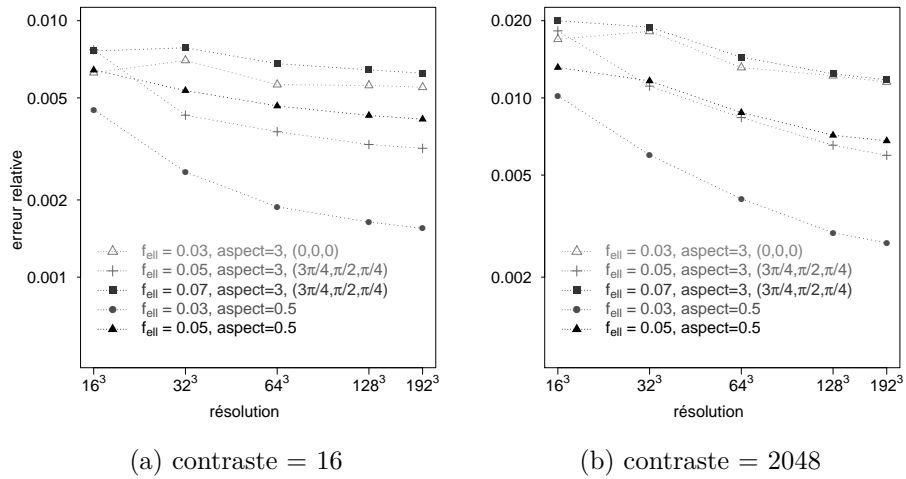 0.010
0.005
0.002
0.001
erreur relative
f_ell = 0.03, aspect=3, (0,0,0)
f_ell = 0.05, aspect=3, (3π/4,π/2,π/4)
f_ell = 0.07, aspect=3, (3π/4,π/2,π/4)
f_ell = 0.03, aspect=0.5
f_ell = 0.05, aspect=0.5
16³ 32³ 64³ 128³ 192³
résolution
(a) contraste = 16
0.020
0.010
0.005
0.002
f_ell = 0.03, aspect=3, (0,0,0)
f_ell = 0.05, aspect=3, (3π/4,π/2,π/4)
f_ell = 0.07, aspect=3, (3π/4,π/2,π/4)
f_ell = 0.03, aspect=0.5
f_ell = 0.05, aspect=0.5
16³ 32³ 64³ 128³ 192³
résolution
(b) contraste = 2048